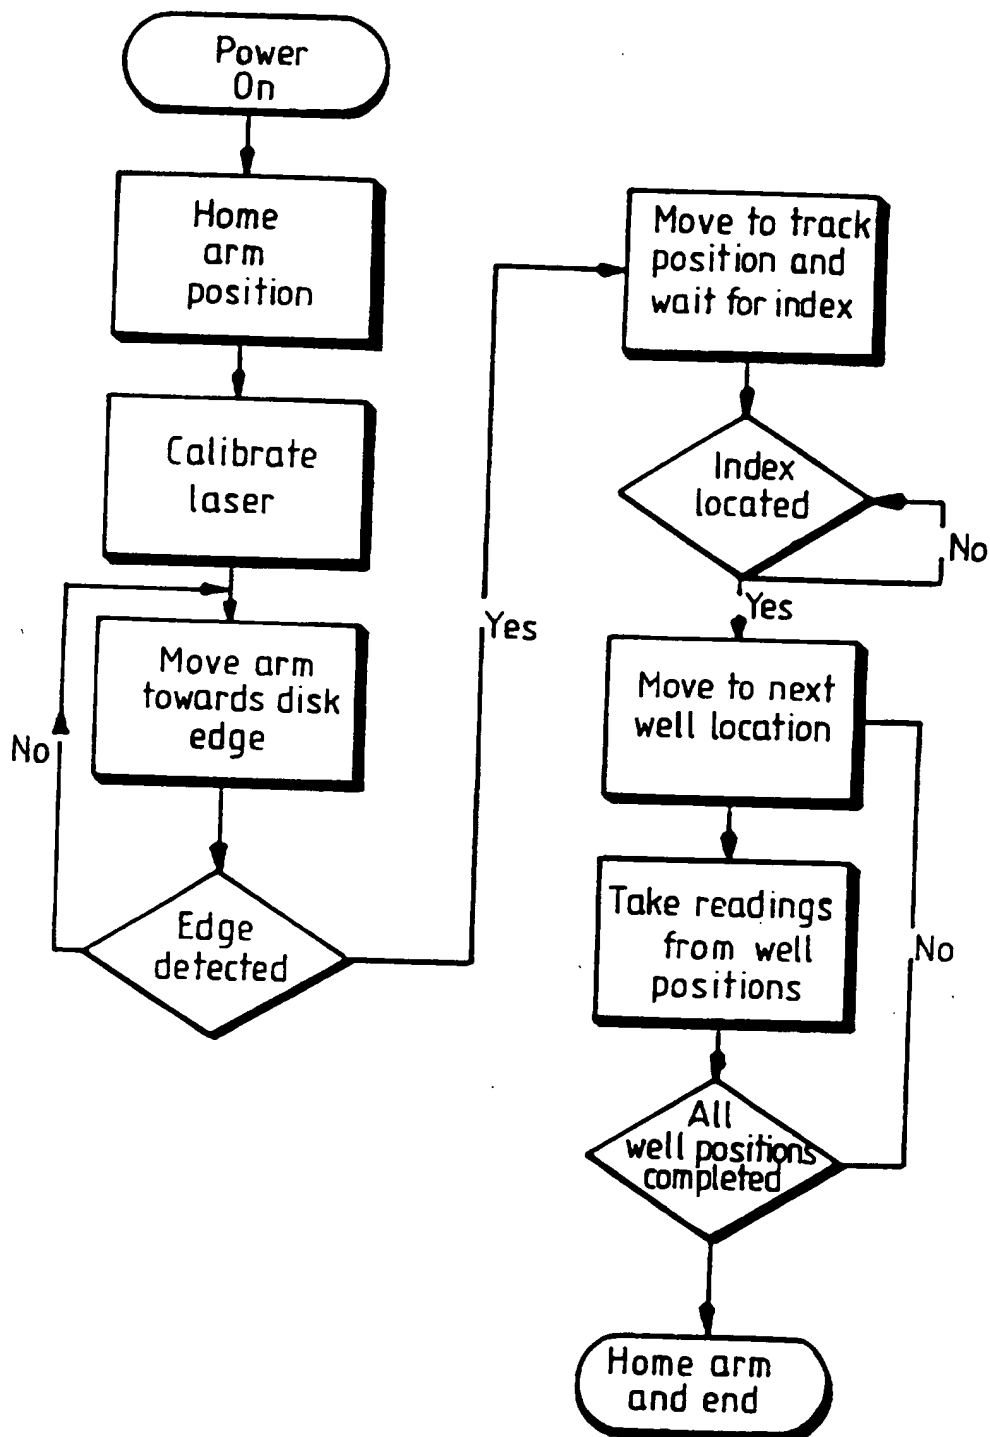 Power
On
Home
arm
position
Calibrate
laser
Move arm
towards disk
edge
No
Edge
detected
Yes
Move to track
position and
wait for index
Index
located
No
Yes
Move to next
well location
Take readings
from well
positions
No
All
well positions
completed
Home arm
and end